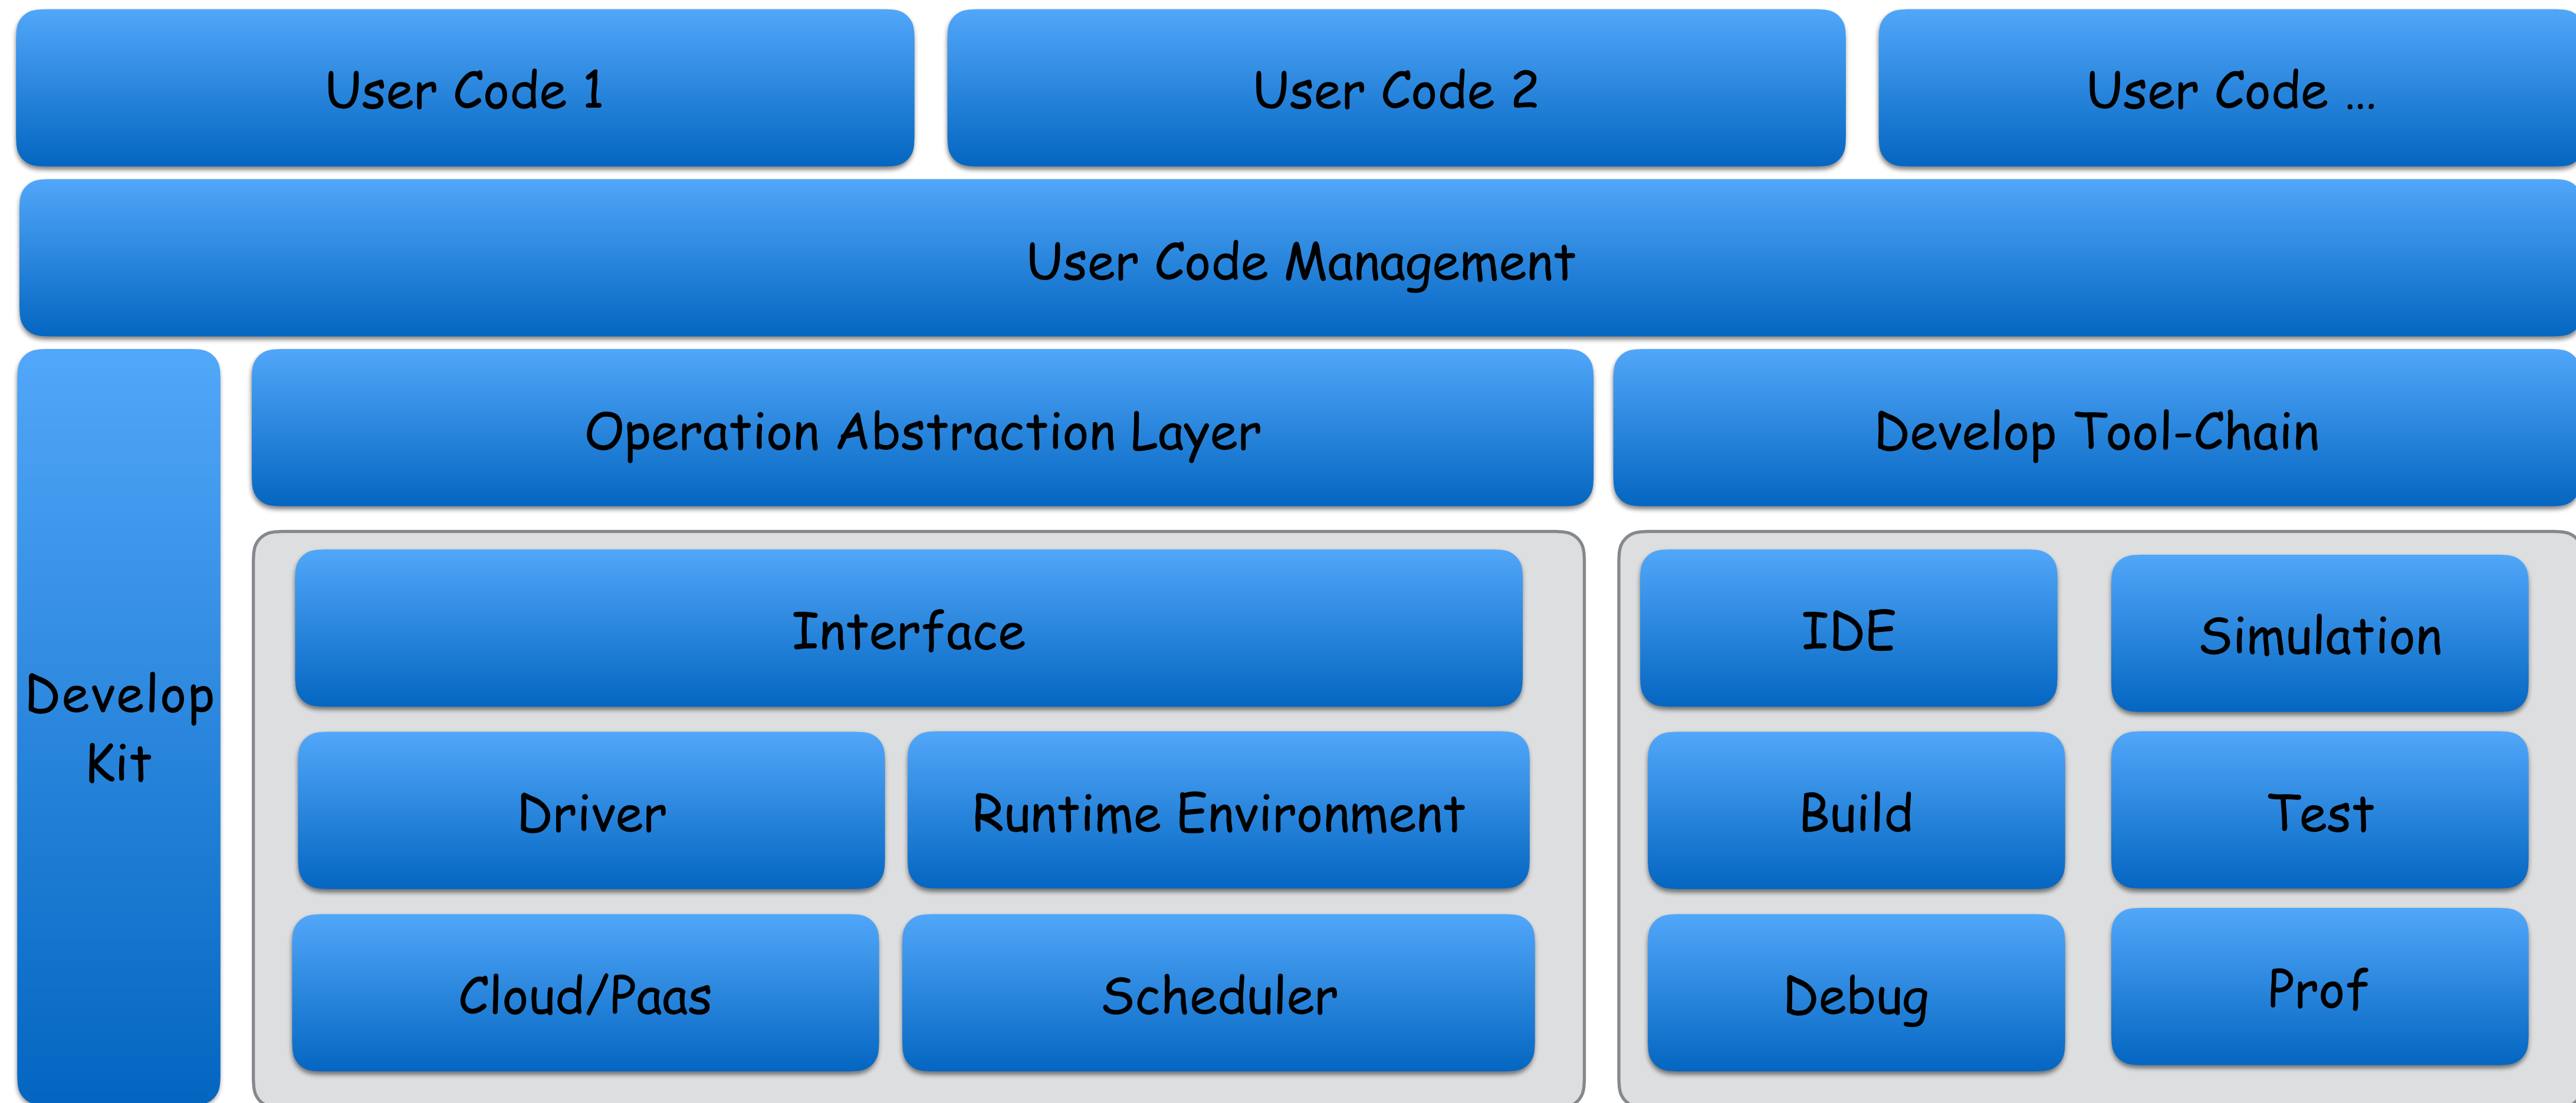 User Code 1
User Code 2
User Code ...
User Code Management
Operation Abstraction Layer
Develop Tool-Chain
Develop
Kit
Interface
IDE
Simulation
Driver
Runtime Environment
Build
Test
Cloud/Paas
Scheduler
Debug
Prof